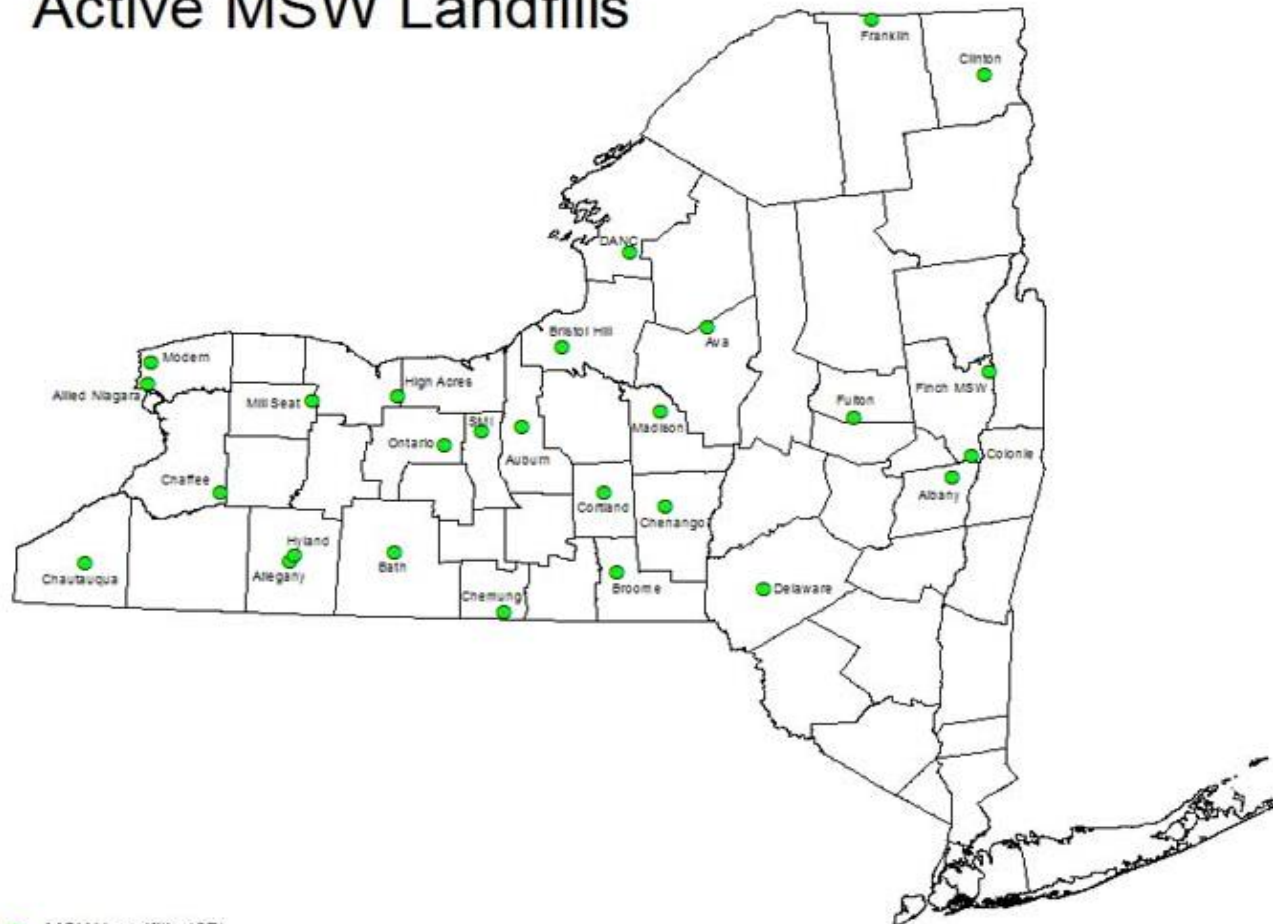 Active MSW Landfills
Franklin
Clinton
DANC
Bristol Hill
Ava
Modern
Allied Niagara
High Acres
Mill Seat
Finch MSW
Fulton
SMI
Madison
Ontario
Auburn
Colonie
Chaffee
Albany
Cortland
Chenango
Hyland
Allegany
Bath
Chautauqua
Chemung
Broome
Delaware